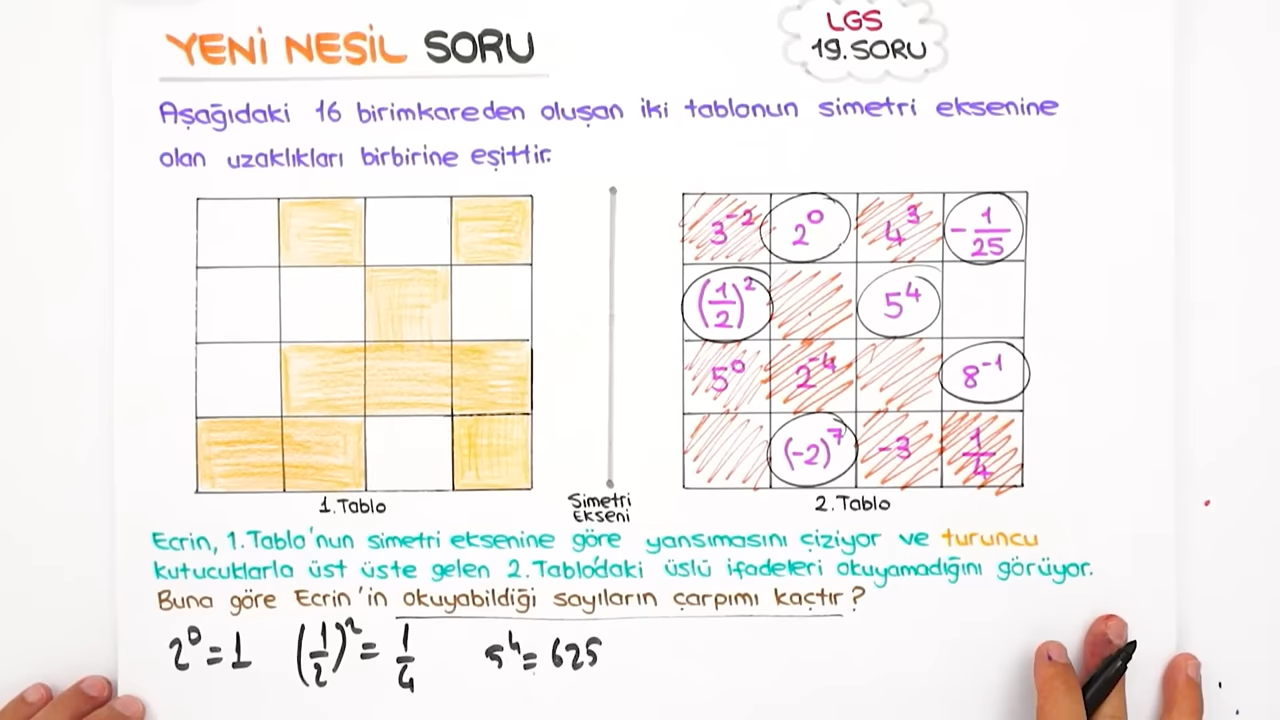 YENİ NESİL SORU
LGS
19. SORU
Aşağıdaki 16 birimkareden oluşan iki tablonun simetri eksenine
olan uzaklıkları birbirine eşittir.
3⁻² 2⁰ 4³ -1/25
(1/2)² 5⁴
5⁰ 2⁻⁴ 8⁻¹
(-2)⁷ -3 1/4
1. Tablo
Simetri
Ekseni
2. Tablo
Ecrin, 1. Tablo'nun simetri eksenine göre yansımasını çiziyor ve turuncu
kutucuklarla üst üste gelen 2. Tablo'daki üslü ifadeleri okuyamadığını görüyor.
Buna göre Ecrin'in okuyabildiği sayıların çarpımı kaçtır?
2⁰ = 1 (1/2)² = 1/4 5⁴ = 625